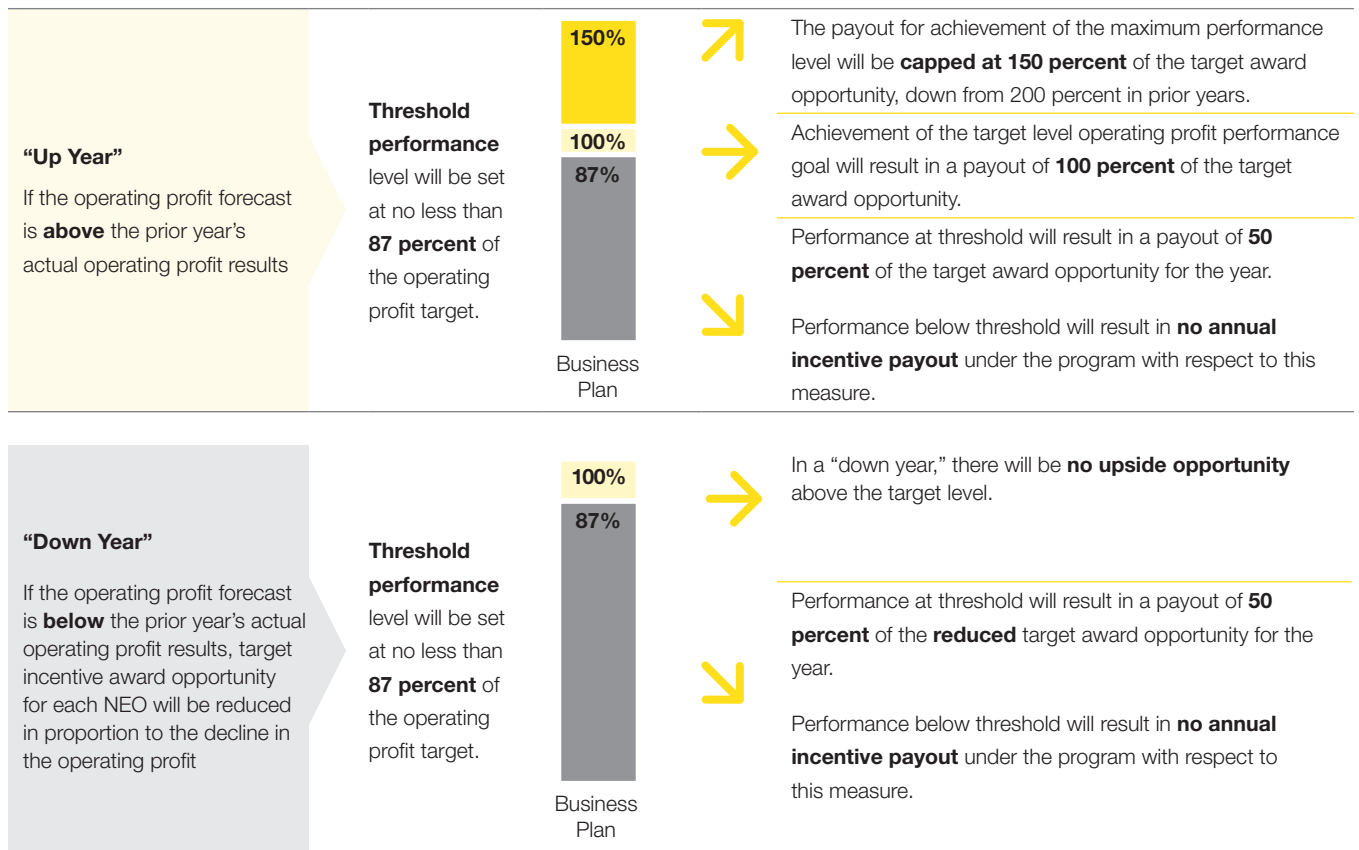 “Up Year”
If the operating profit forecast
is above the prior year’s
actual operating profit results
Threshold
performance
level will be set
at no less than
87 percent of
the operating
profit target.
150%
100%
87%
Business
Plan
The payout for achievement of the maximum performance
level will be capped at 150 percent of the target award
opportunity, down from 200 percent in prior years.
Achievement of the target level operating profit performance
goal will result in a payout of 100 percent of the target
award opportunity.
Performance at threshold will result in a payout of 50
percent of the target award opportunity for the year.
Performance below threshold will result in no annual
incentive payout under the program with respect to this
measure.
“Down Year”
If the operating profit forecast
is below the prior year’s actual
operating profit results, target
incentive award opportunity
for each NEO will be reduced
in proportion to the decline in
the operating profit
Threshold
performance
level will be set
at no less than
87 percent of
the operating
profit target.
100%
87%
Business
Plan
In a “down year,” there will be no upside opportunity
above the target level.
Performance at threshold will result in a payout of 50
percent of the reduced target award opportunity for the
year.
Performance below threshold will result in no annual
incentive payout under the program with respect to
this measure.